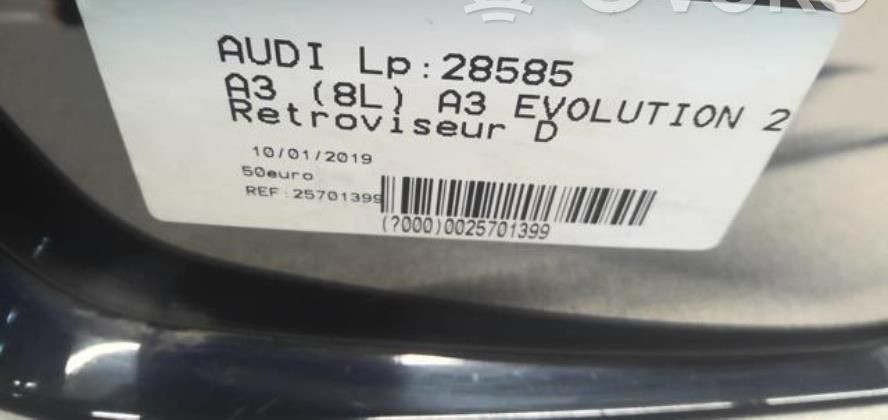 AUDI Lp:28585
A3 (8L) A3 EVOLUTION 2
Retroviseur D
10/01/2019
50euro
REF:25701399
(?000)0025701399